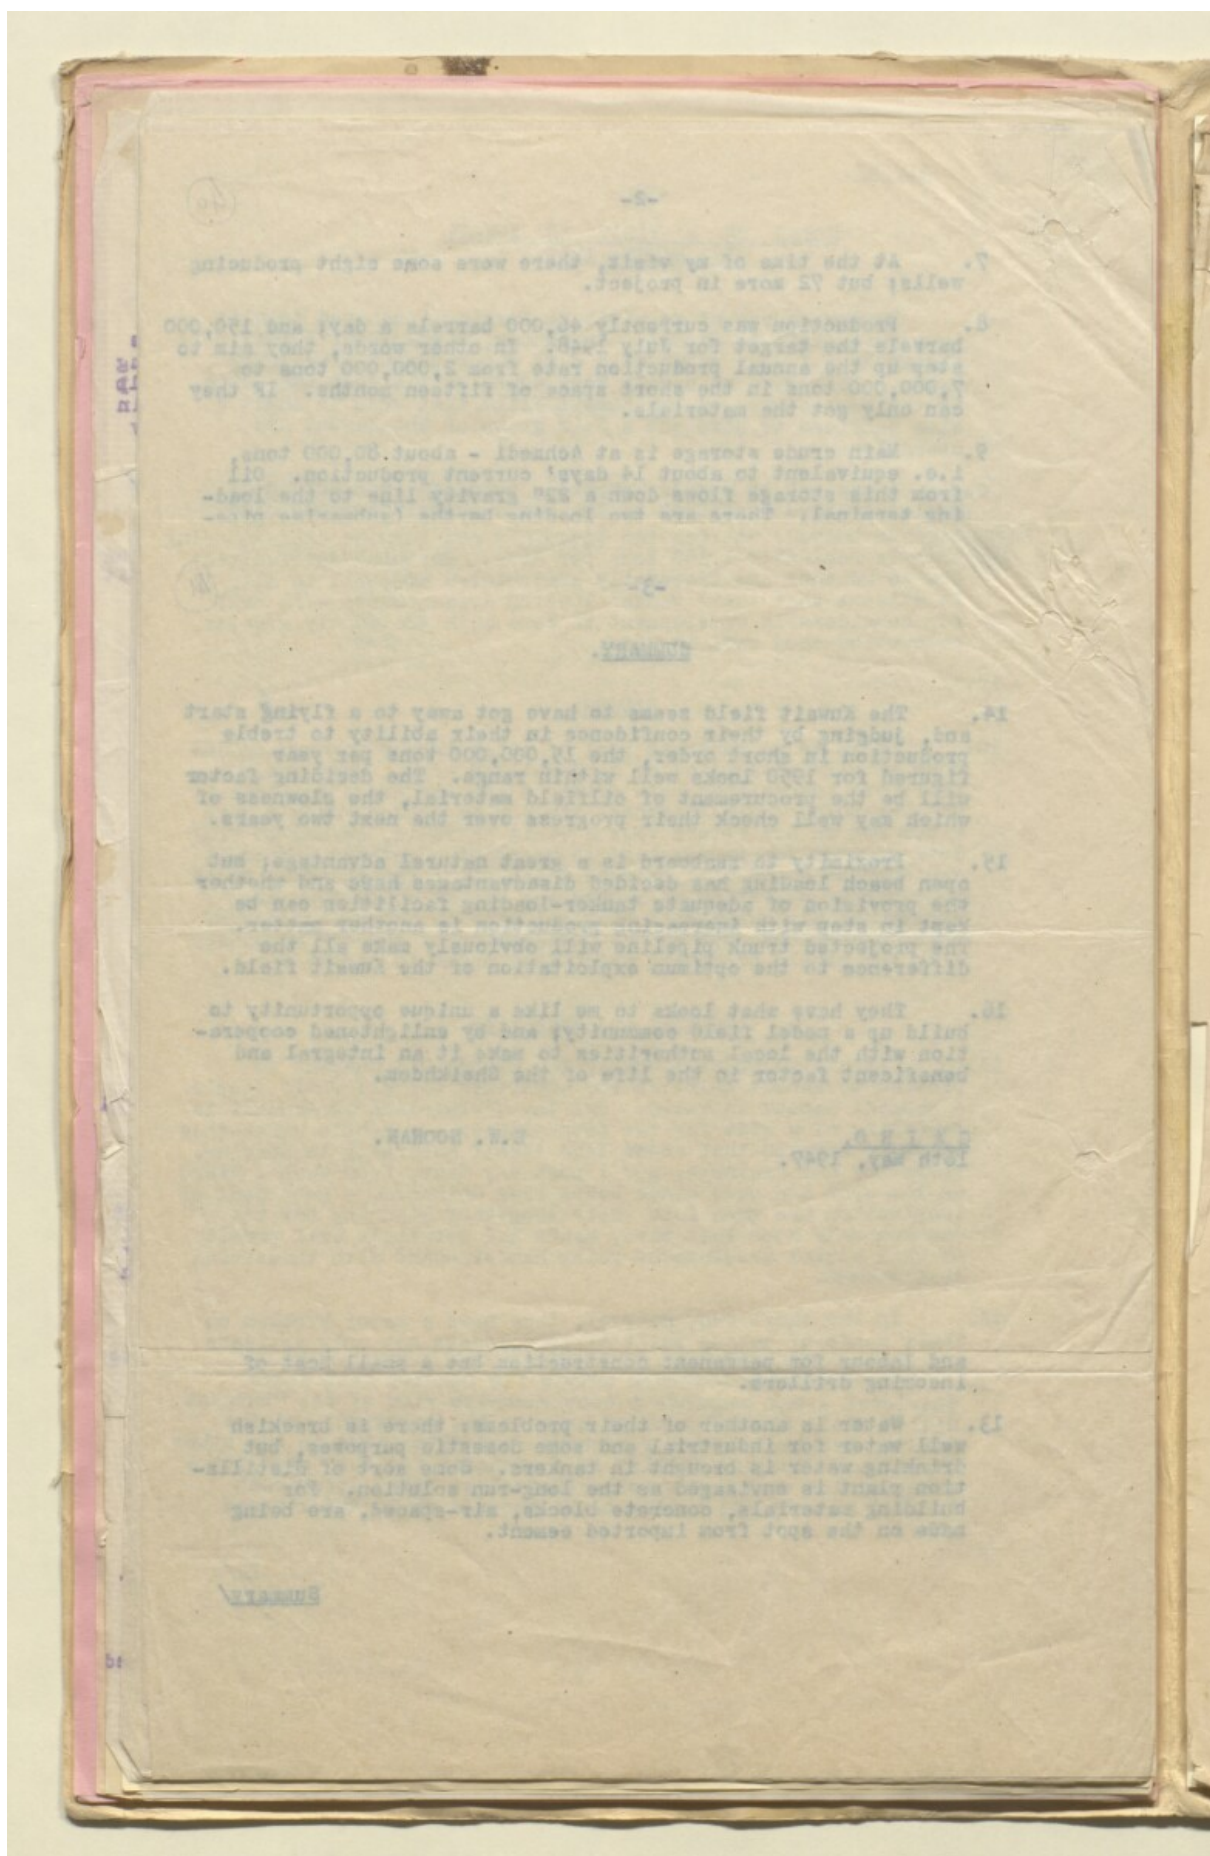 -2-
7. At the time of my visit, there were some eight producing
wells; but 72 more in project.
8. Production was currently 46,000 barrels a day; and 150,000
barrels the target for July 1948. In other words, they aim to
step up the annual production rate from 2,000,000 tons to
7,000,000 tons in the short space of fifteen months. IF they
can only get the materials.
9. Main crude storage is at Achmedi - about 80,000 tons,
i.e. equivalent to about 14 days' current production. Oil
from this storage flows down a 22" gravity line to the load-
ing terminal. There are two loading berths (submarine pipe-
-3-
SUMMARY.
14. The Kuwait field seems to have got away to a flying start
and, judging by their confidence in their ability to treble
production in short order, the 15,000,000 tons per year
figured for 1950 looks well within range. The deciding factor
will be the procurement of oilfield material, the slowness of
which may well check their progress over the next two years.
15. Proximity to seaboard is a great natural advantage; but
open beach loading has decided disadvantages have and whether
the provision of adequate tanker-loading facilities can be
kept in step with increasing production is another matter.
The projected trunk pipeline will obviously make all the
difference to the optimum exploitation of the Kuwait field.
16. They have what looks to me like a unique opportunity to
build up a model field community; and by enlightened coopera-
tion with the local authorities to make it an integral and
beneficent factor in the life of the Sheikhdom.
CAIRO. E.W. NOONAN.
16th May, 1947.
and labour for permanent construction but a small host of
incoming drillers.
13. Water is another of their problems: there is brackish
well water for industrial and some domestic purposes, but
drinking water is brought in tankers. Some sort of distilla-
tion plant is envisaged as the long-run solution. For
building materials, concrete blocks, air-spaced, are being
made on the spot from imported cement.
Summary/